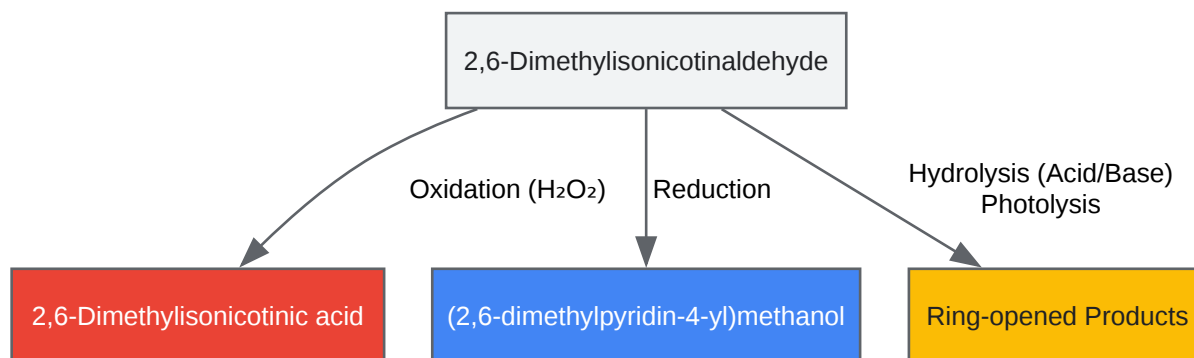 2,6-Dimethylisonicotinaldehyde
Oxidation (H₂O₂)
Reduction
Hydrolysis (Acid/Base)
Photolysis
2,6-Dimethylisonicotinic acid
(2,6-dimethylpyridin-4-yl)methanol
Ring-opened Products